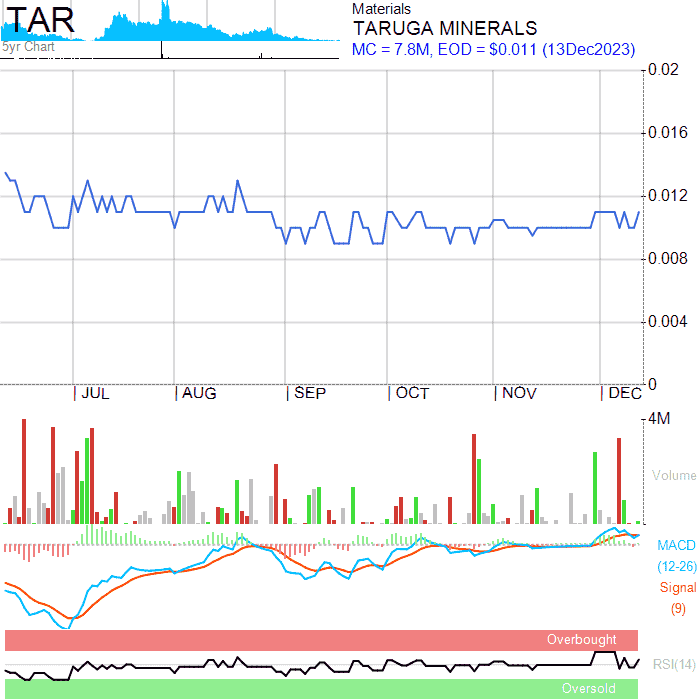 TAR
5yr Chart
Materials
TARUGA MINERALS
MC = 7.8M, EOD = $0.011 (13Dec2023)
0.02
0.016
0.012
0.008
0.004
0
JUL AUG SEP OCT NOV DEC
4M
Volume
MACD
(12-26)
Signal
(9)
Overbought
RSI(14)
Oversold